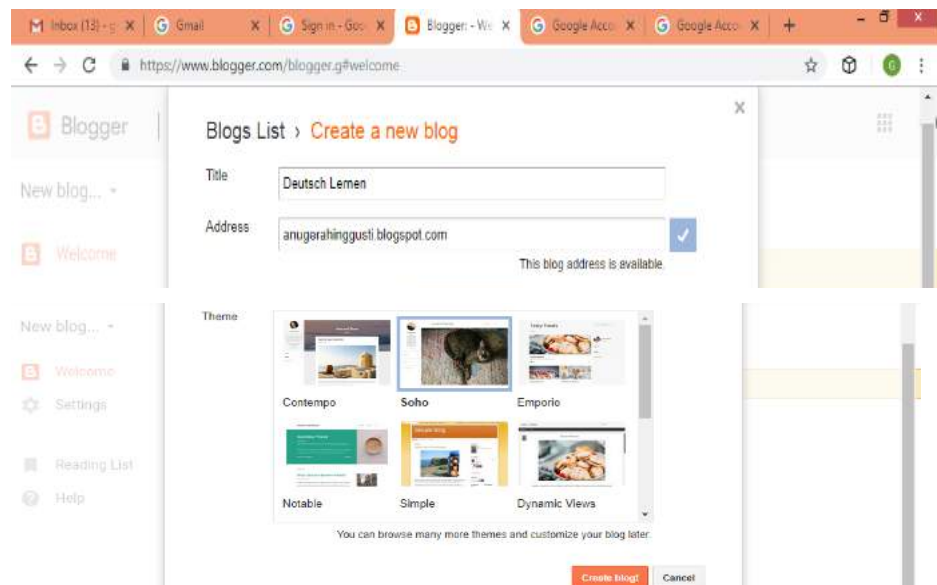 Inbox (13) - g
Gmail
Sign in - Goo
Blogger: - We
Google Acco
Google Acco
https://www.blogger.com/blogger.g#welcome
G
Blogger
Blogs List › Create a new blog
Title
Deutsch Lernen
New blog...
Address
anugerahinggusti.blogspot.com
Welcome
This blog address is available.
Theme
New blog...
Welcome
Settings
Contempo
Soho
Emporio
Reading List
Help
Notable
Simple
Dynamic Views
You can browse many more themes and customize your blog later.
Create blog!
Cancel